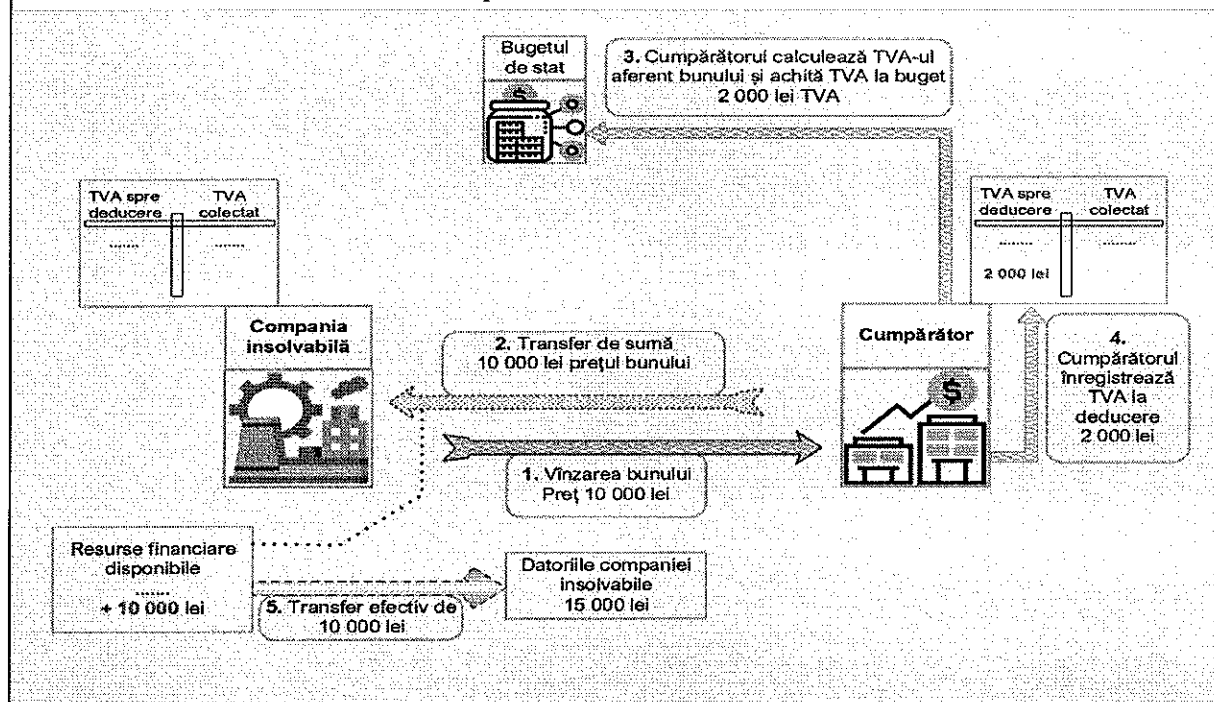 Bugetul
de stat
3. Cumpărătorul calculează TVA-ul
aferent bunului și achită TVA la buget
2 000 lei TVA
TVA spre
deducere
TVA
colectat
.......
.......
TVA spre
deducere
TVA
colectat
.......
.......
2 000 lei
Compania
insolvabilă
2. Transfer de sumă
10 000 lei prețul bunului
Cumpărător
4.
Cumpărătorul
înregistrează
TVA la
deducere
2 000 lei
1. Vînzarea bunului
Preț 10 000 lei
Resurse financiare
disponibile
.......
+ 10 000 lei
5. Transfer efectiv de
10 000 lei
Datoriile companiei
insolvabile
15 000 lei